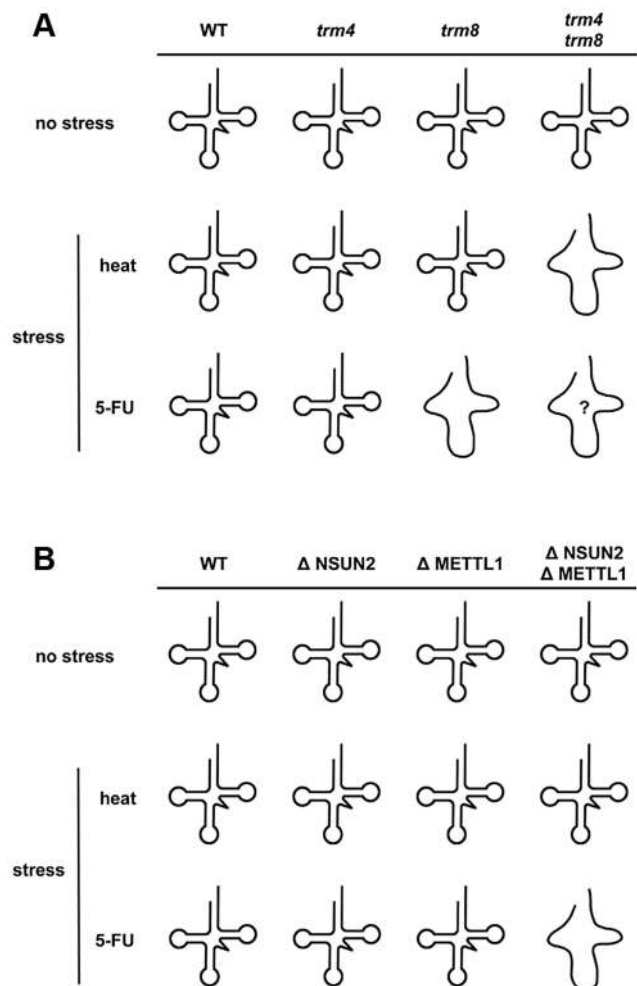 A
WT trm4 trm8 trm4
trm8
no stress
heat
stress
5-FU
?
B
WT Δ NSUN2 Δ METTL1 Δ NSUN2
Δ METTL1
no stress
heat
stress
5-FU